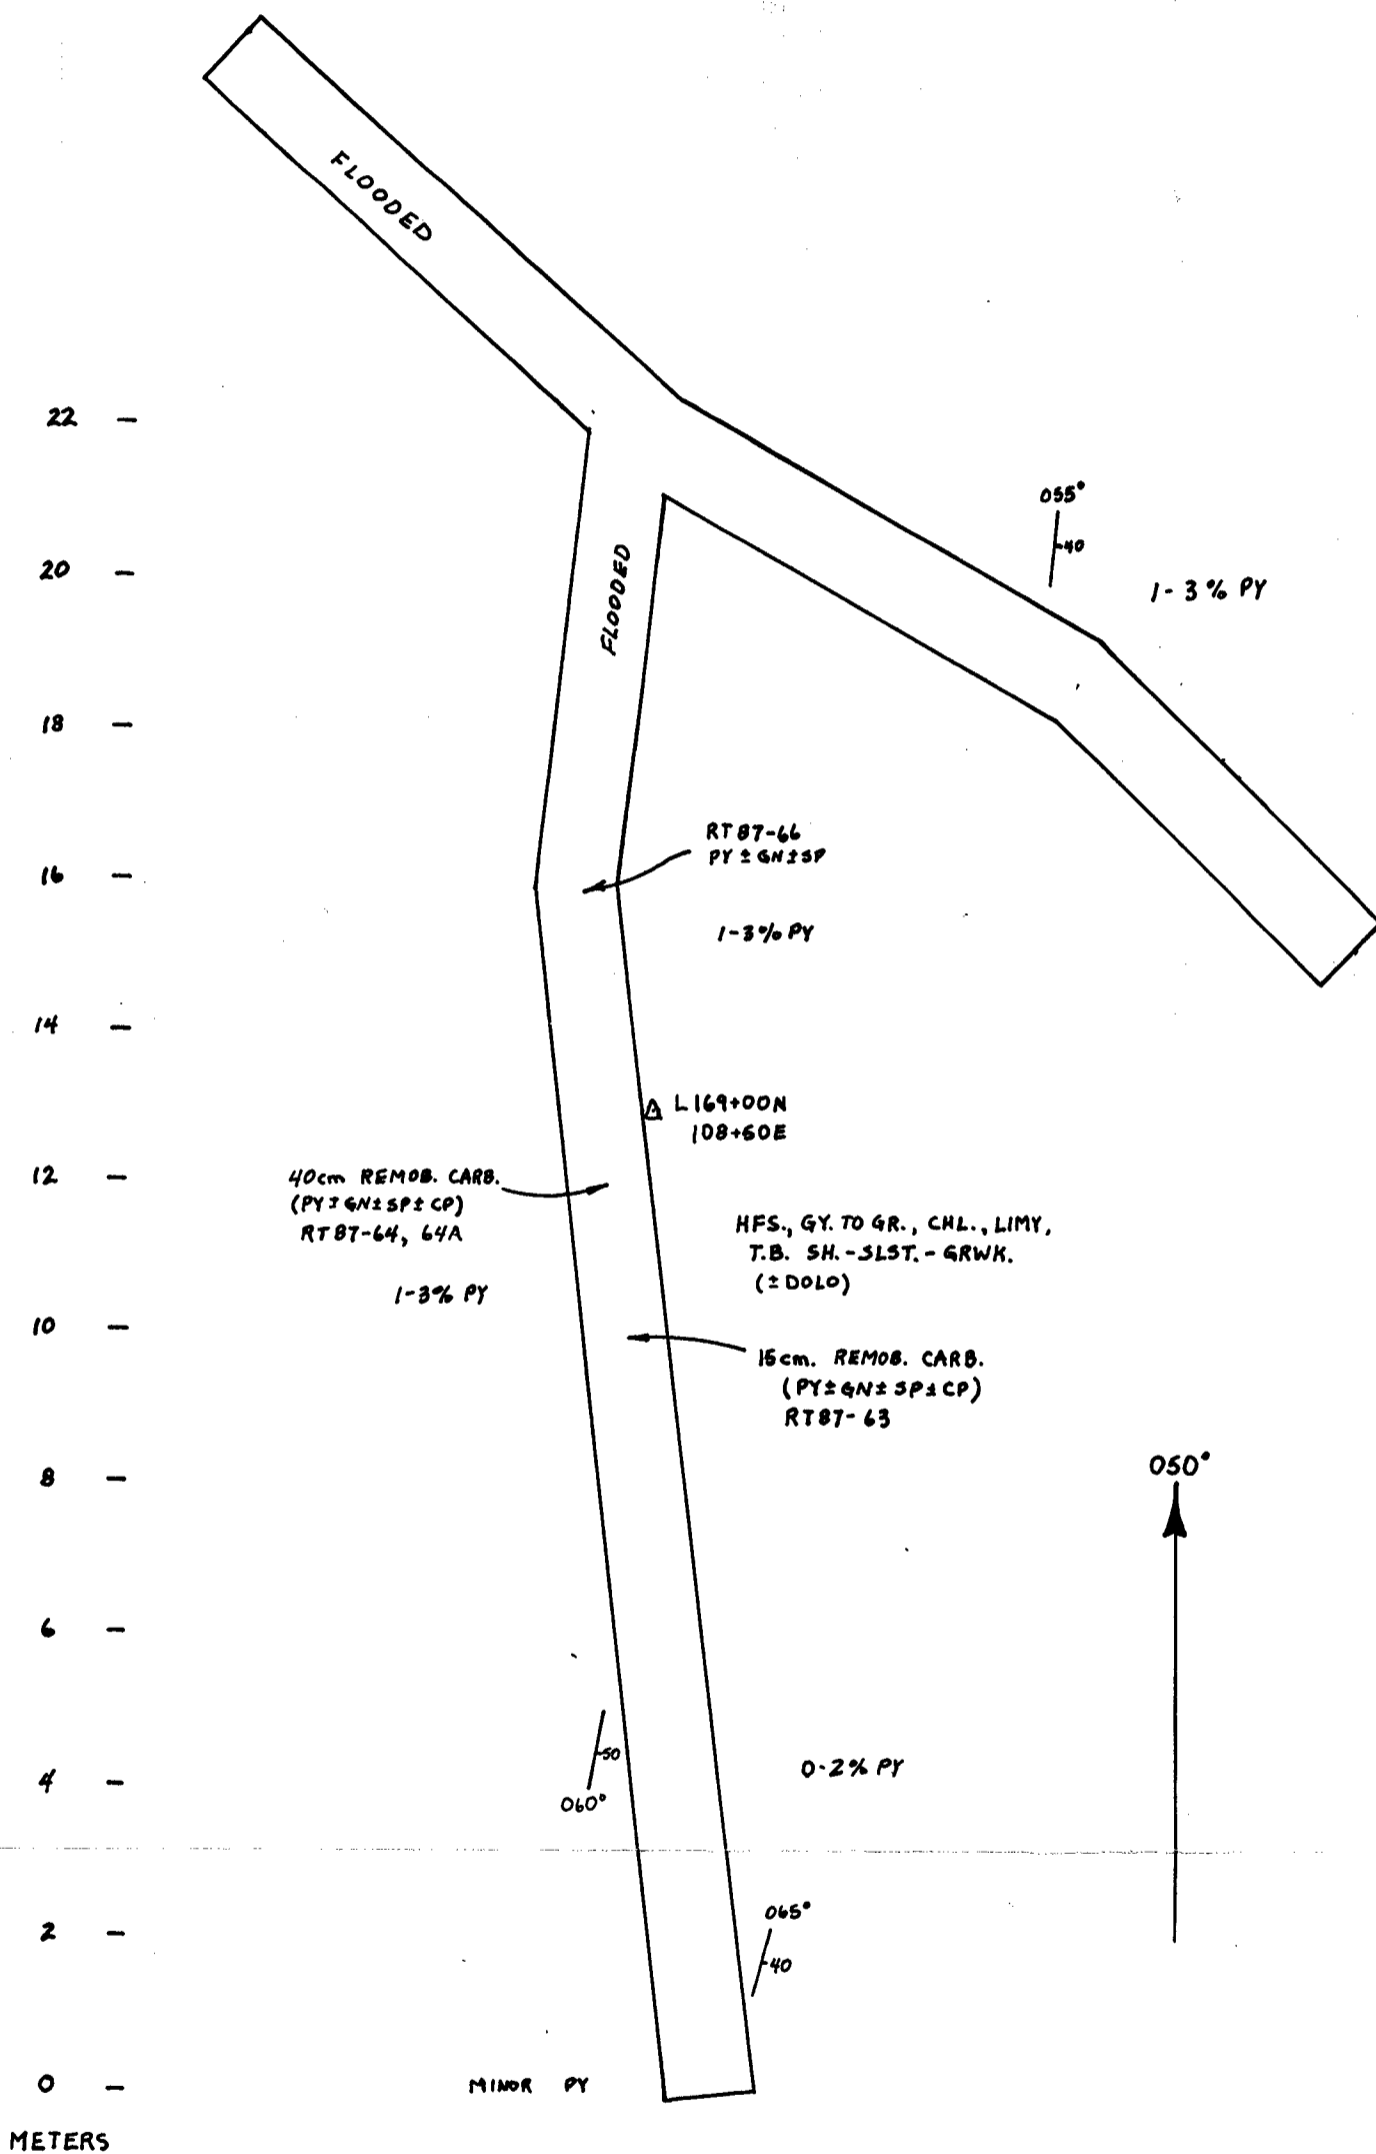 FLOODED
22
055°
40
20
FLOODED
1-3% PY
18
RT87-66
PY ± GN ± SP
16
1-3% PY
14
L169+00N
108+60E
12
40cm REMOB. CARB.
(PY ± GN ± SP ± CP)
RT87-64, 64A
HFS., GY. TO GR., CHL., LIMY,
T.B. SH.-SLST.-GRWK.
(± DOLO)
1-3% PY
10
15cm. REMOB. CARB.
(PY ± GN ± SP ± CP)
RT87-63
8
050°
6
50
4
0-2% PY
060°
065°
2
40
0
MINOR PY
METERS